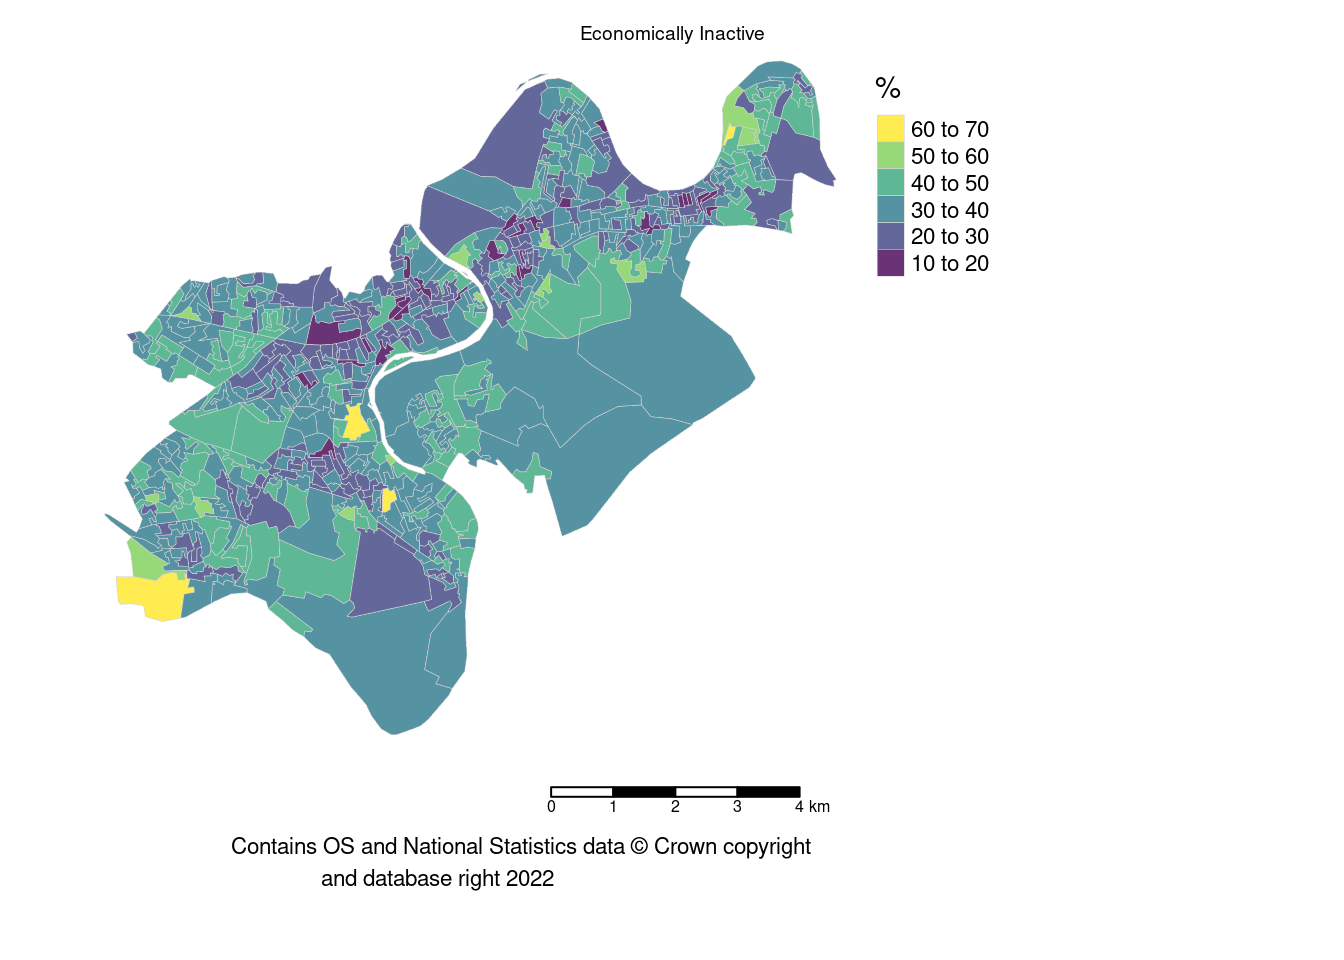 Economically Inactive
%
60 to 70
50 to 60
40 to 50
30 to 40
20 to 30
10 to 20
0 1 2 3 4 km
Contains OS and National Statistics data © Crown copyright
and database right 2022